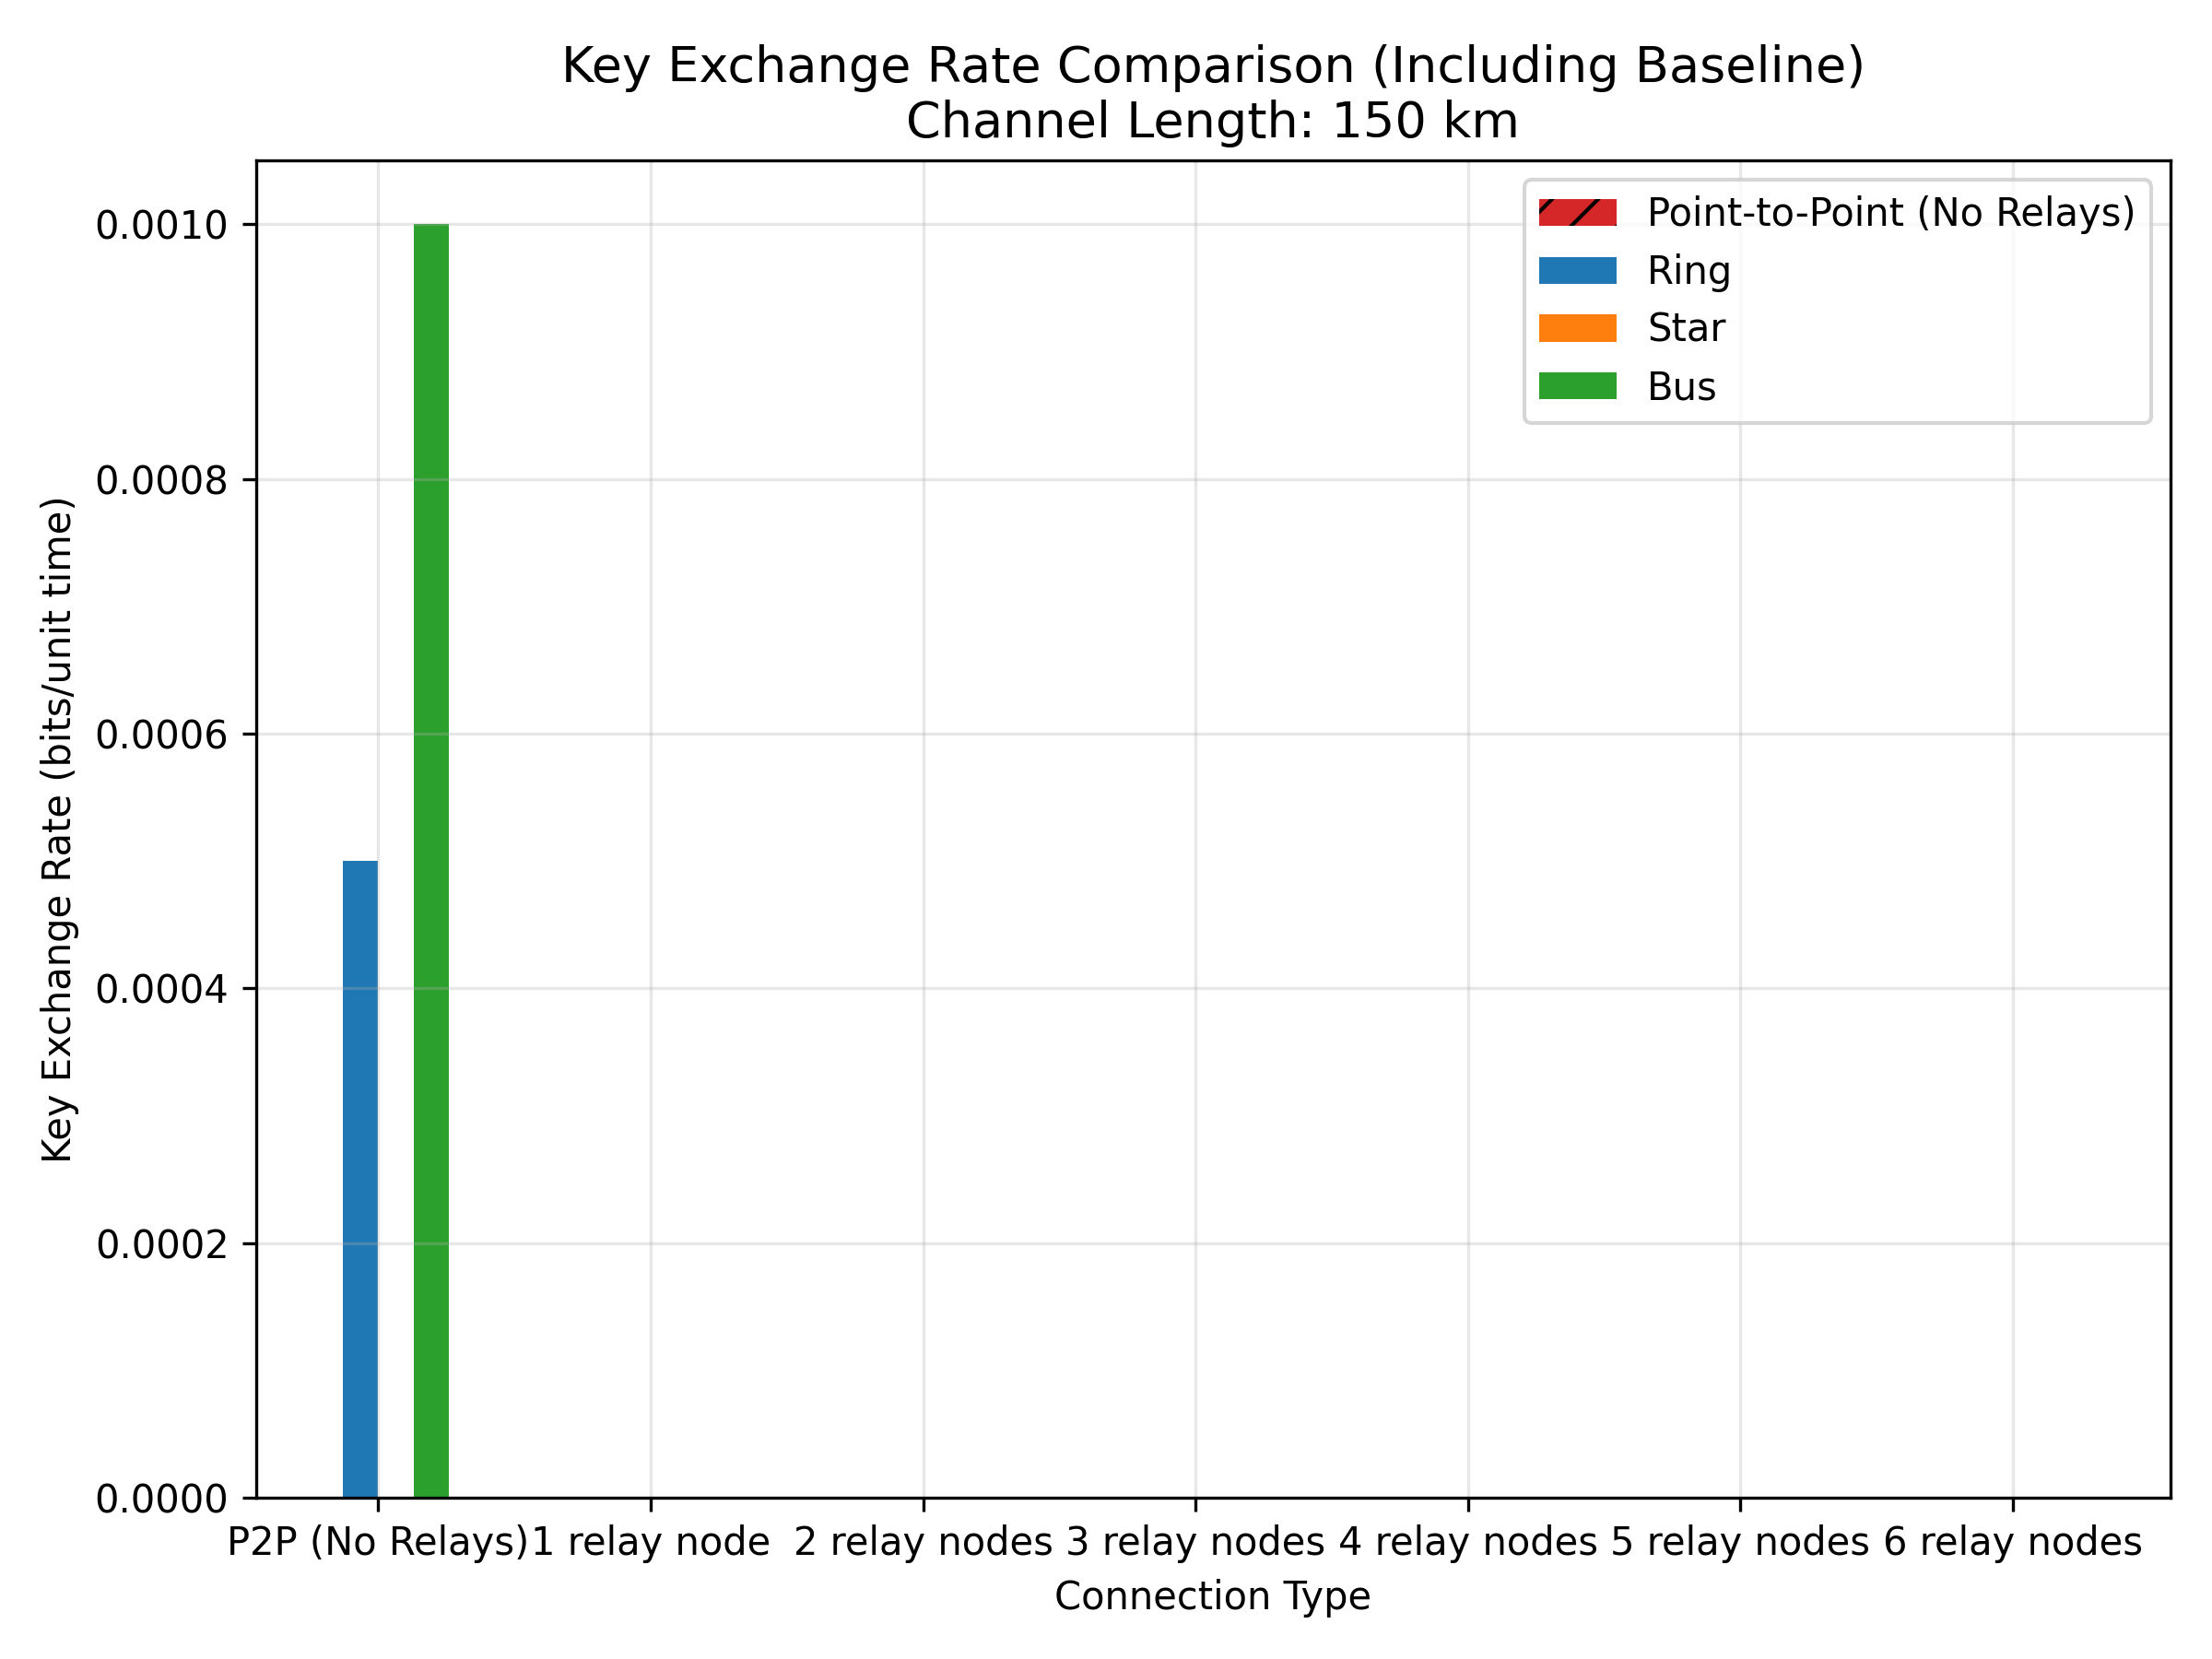 Key Exchange Rate Comparison (Including Baseline)
Channel Length: 150 km
Point-to-Point (No Relays)
Ring
Star
Bus
Key Exchange Rate (bits/unit time)
0.0010
0.0008
0.0006
0.0004
0.0002
0.0000
P2P (No Relays) 1 relay node 2 relay nodes 3 relay nodes 4 relay nodes 5 relay nodes 6 relay nodes
Connection Type